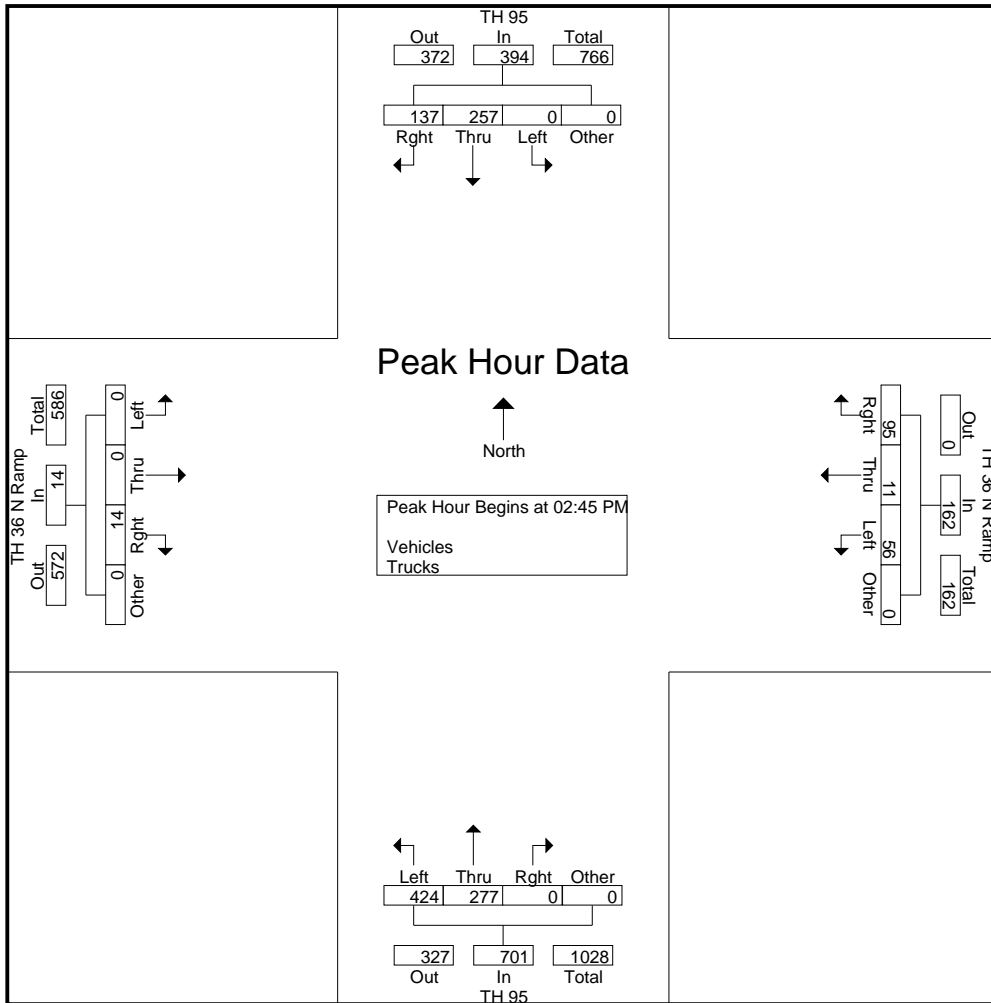 TH 95
Out In Total
372 394 766
137 257 0 0
Rght Thru Left Other
Peak Hour Data
North
Peak Hour Begins at 02:45 PM
Vehicles
Trucks
TH 36 N Ramp
Out In Total
572 14 586
Left Thru Rght Other
0 0 14 0
Rght Thru Left Other
95 11 56 0
Out In Total
0 162 162
TH 36 N Ramp
Left Thru Rght Other
424 277 0 0
327 701 1028
Out In Total
TH 95